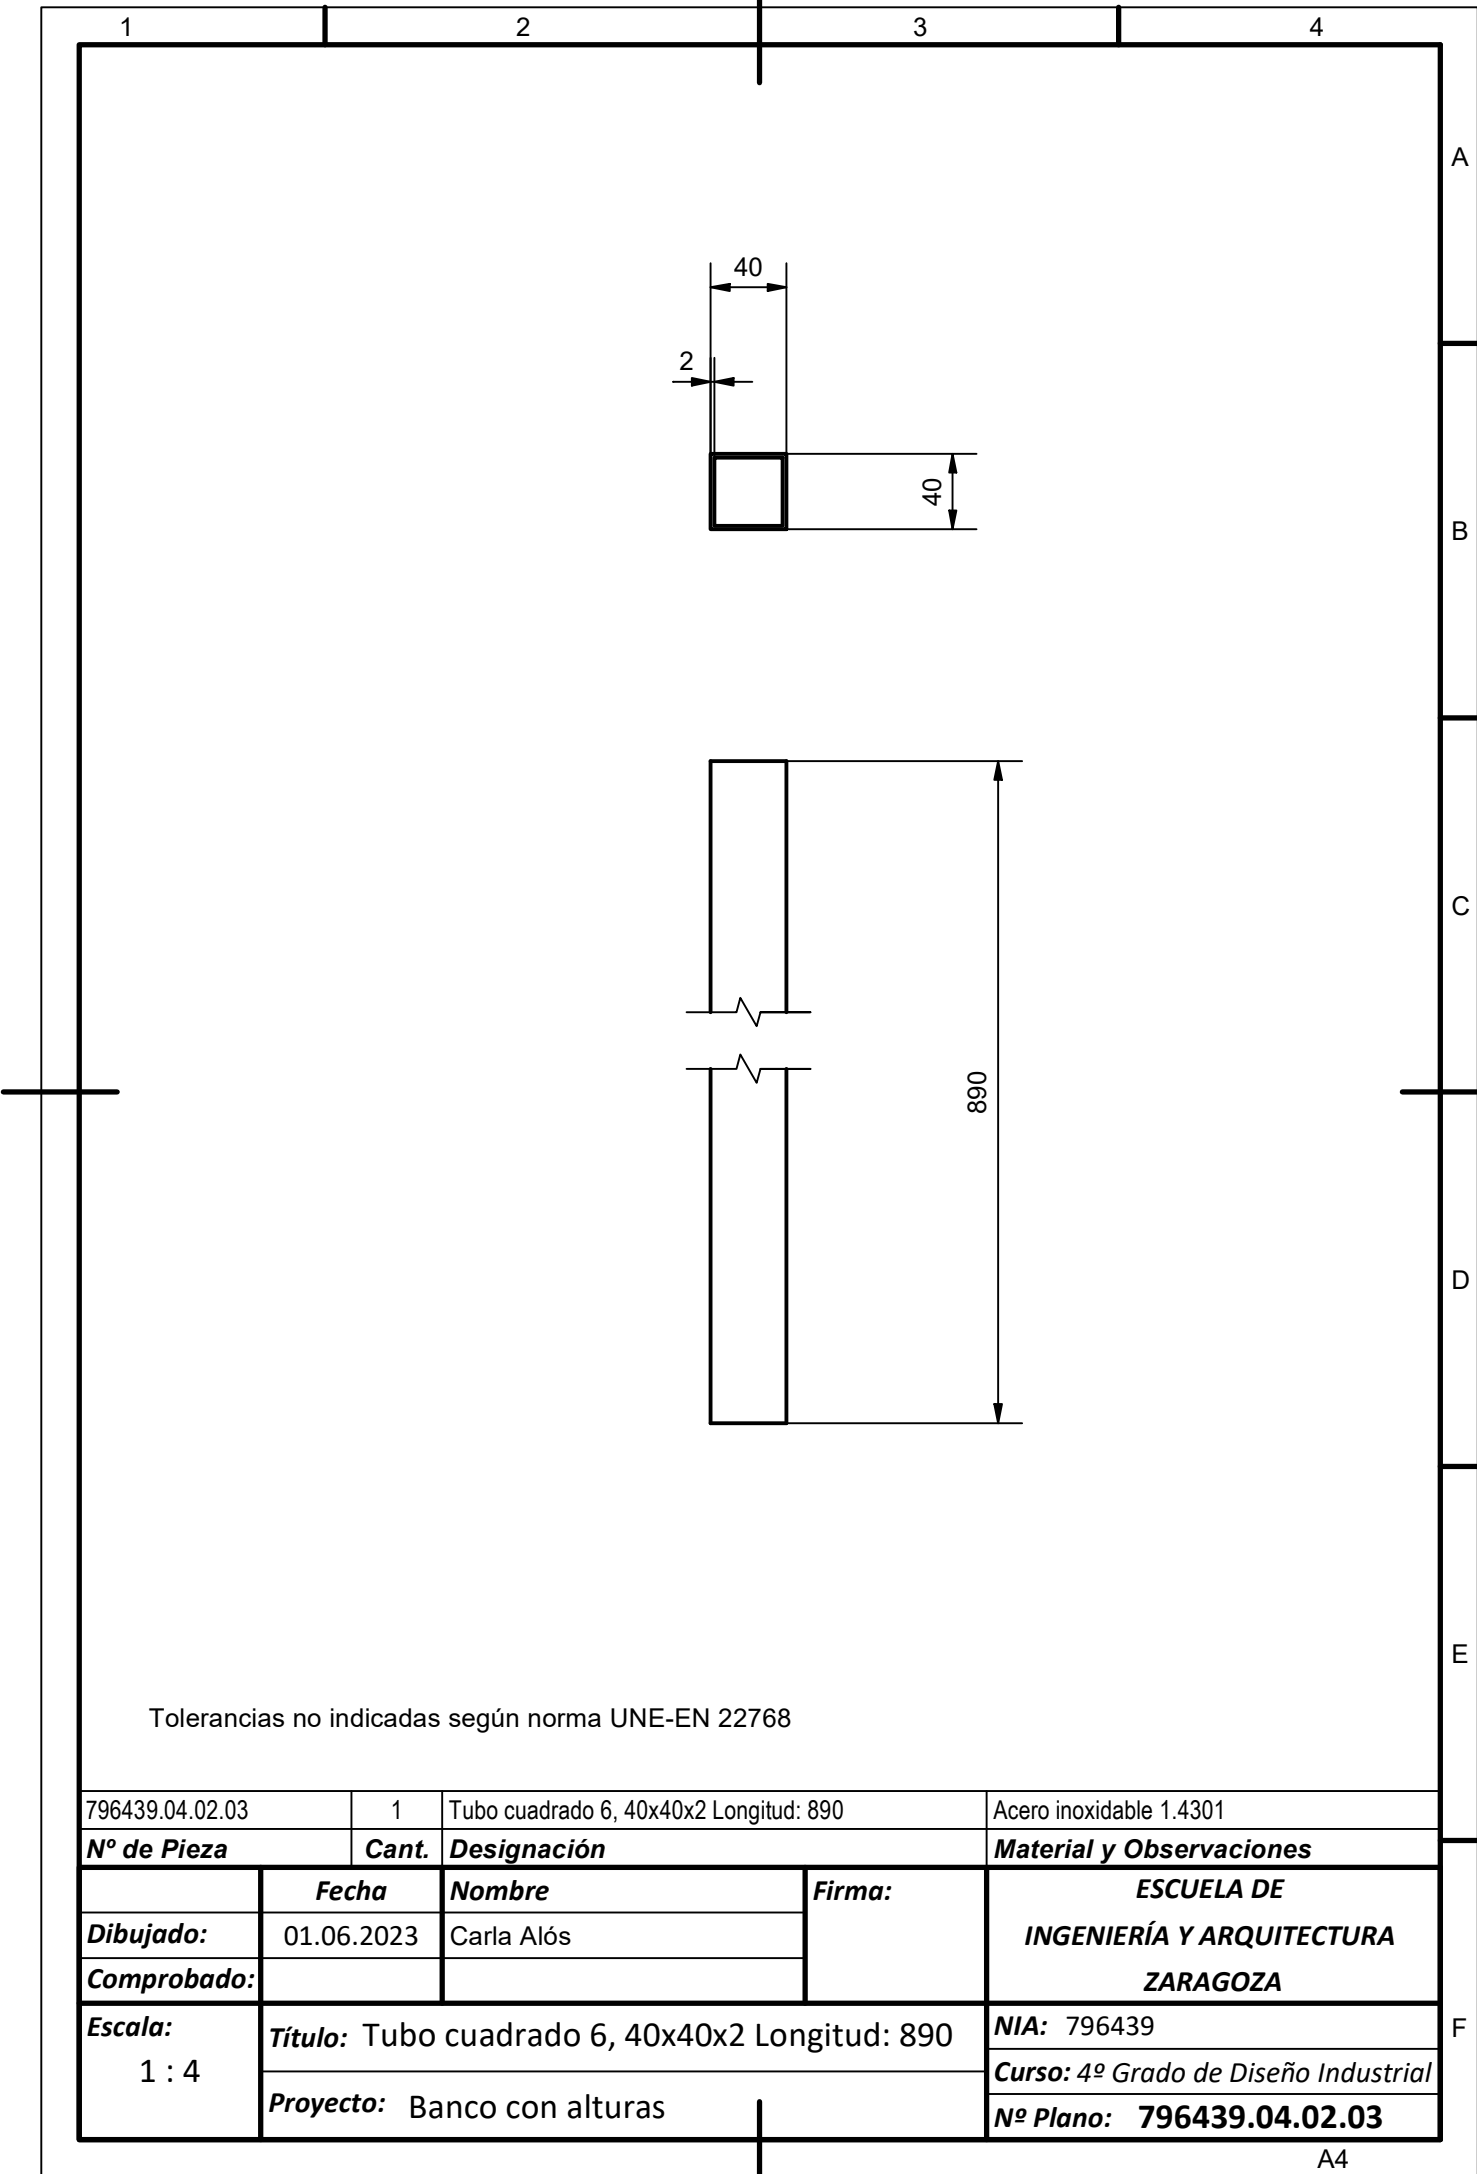 1 2 3 4
A
40
2
40
B
C
890
D
E
Tolerancias no indicadas según norma UNE-EN 22768
796439.04.02.03 1 Tubo cuadrado 6, 40x40x2 Longitud: 890 Acero inoxidable 1.4301
Nº de Pieza Cant. Designación Material y Observaciones
Fecha Nombre Firma: ESCUELA DE
Dibujado: 01.06.2023 Carla Alós INGENIERÍA Y ARQUITECTURA
Comprobado: ZARAGOZA
Escala: Título: Tubo cuadrado 6, 40x40x2 Longitud: 890 NIA: 796439 F
1 : 4 Curso: 4º Grado de Diseño Industrial
Proyecto: Banco con alturas Nº Plano: 796439.04.02.03
A4